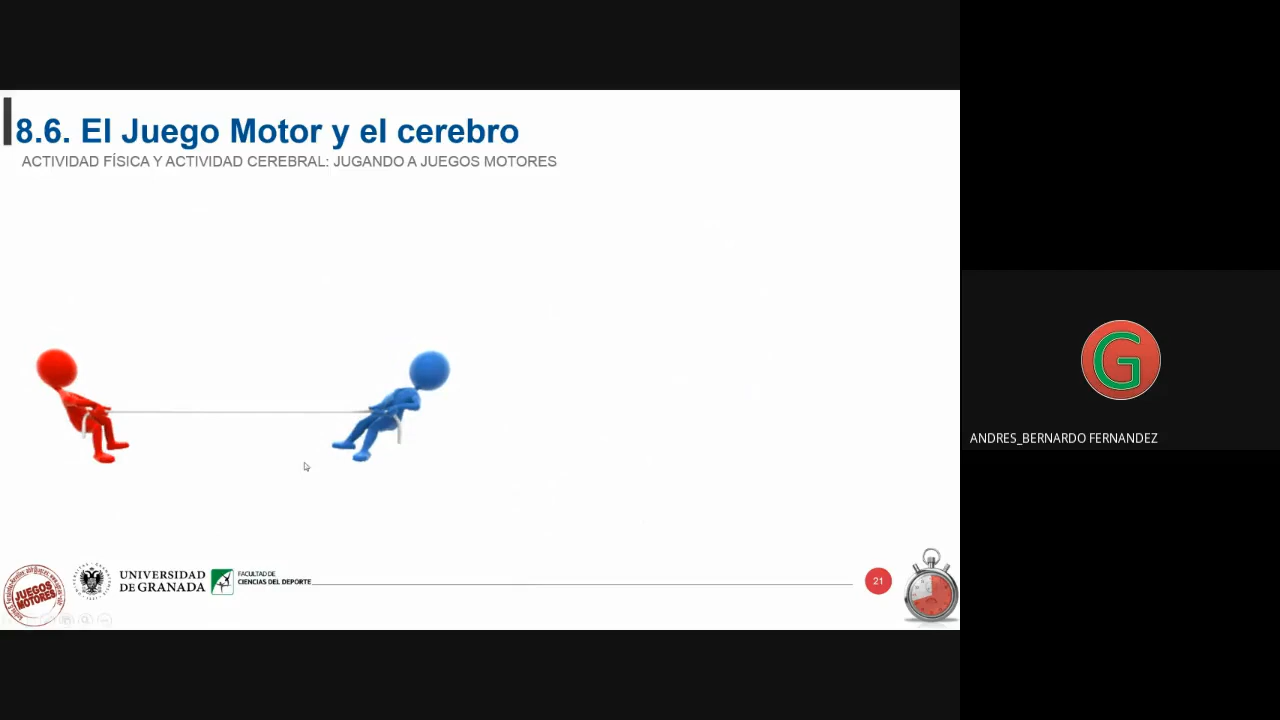 8.6. El Juego Motor y el cerebro
ACTIVIDAD FÍSICA Y ACTIVIDAD CEREBRAL: JUGANDO A JUEGOS MOTORES
G
ANDRES_BERNARDO FERNANDEZ
JUEGOS
MOTORES
UNIVERSIDAD
DE GRANADA
FACULTAD DE
CIENCIAS DEL DEPORTE
21